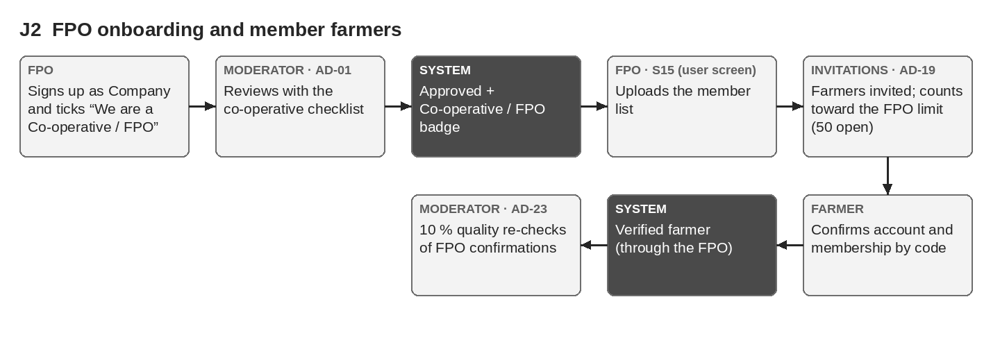 J2 FPO onboarding and member farmers
FPO
Signs up as Company
and ticks “We are a
Co-operative / FPO”
MODERATOR · AD-01
Reviews with the
co-operative checklist
SYSTEM
Approved +
Co-operative / FPO
badge
FPO · S15 (user screen)
Uploads the member
list
INVITATIONS · AD-19
Farmers invited; counts
toward the FPO limit
(50 open)
FARMER
Confirms account and
membership by code
SYSTEM
Verified farmer
(through the FPO)
MODERATOR · AD-23
10 % quality re-checks
of FPO confirmations